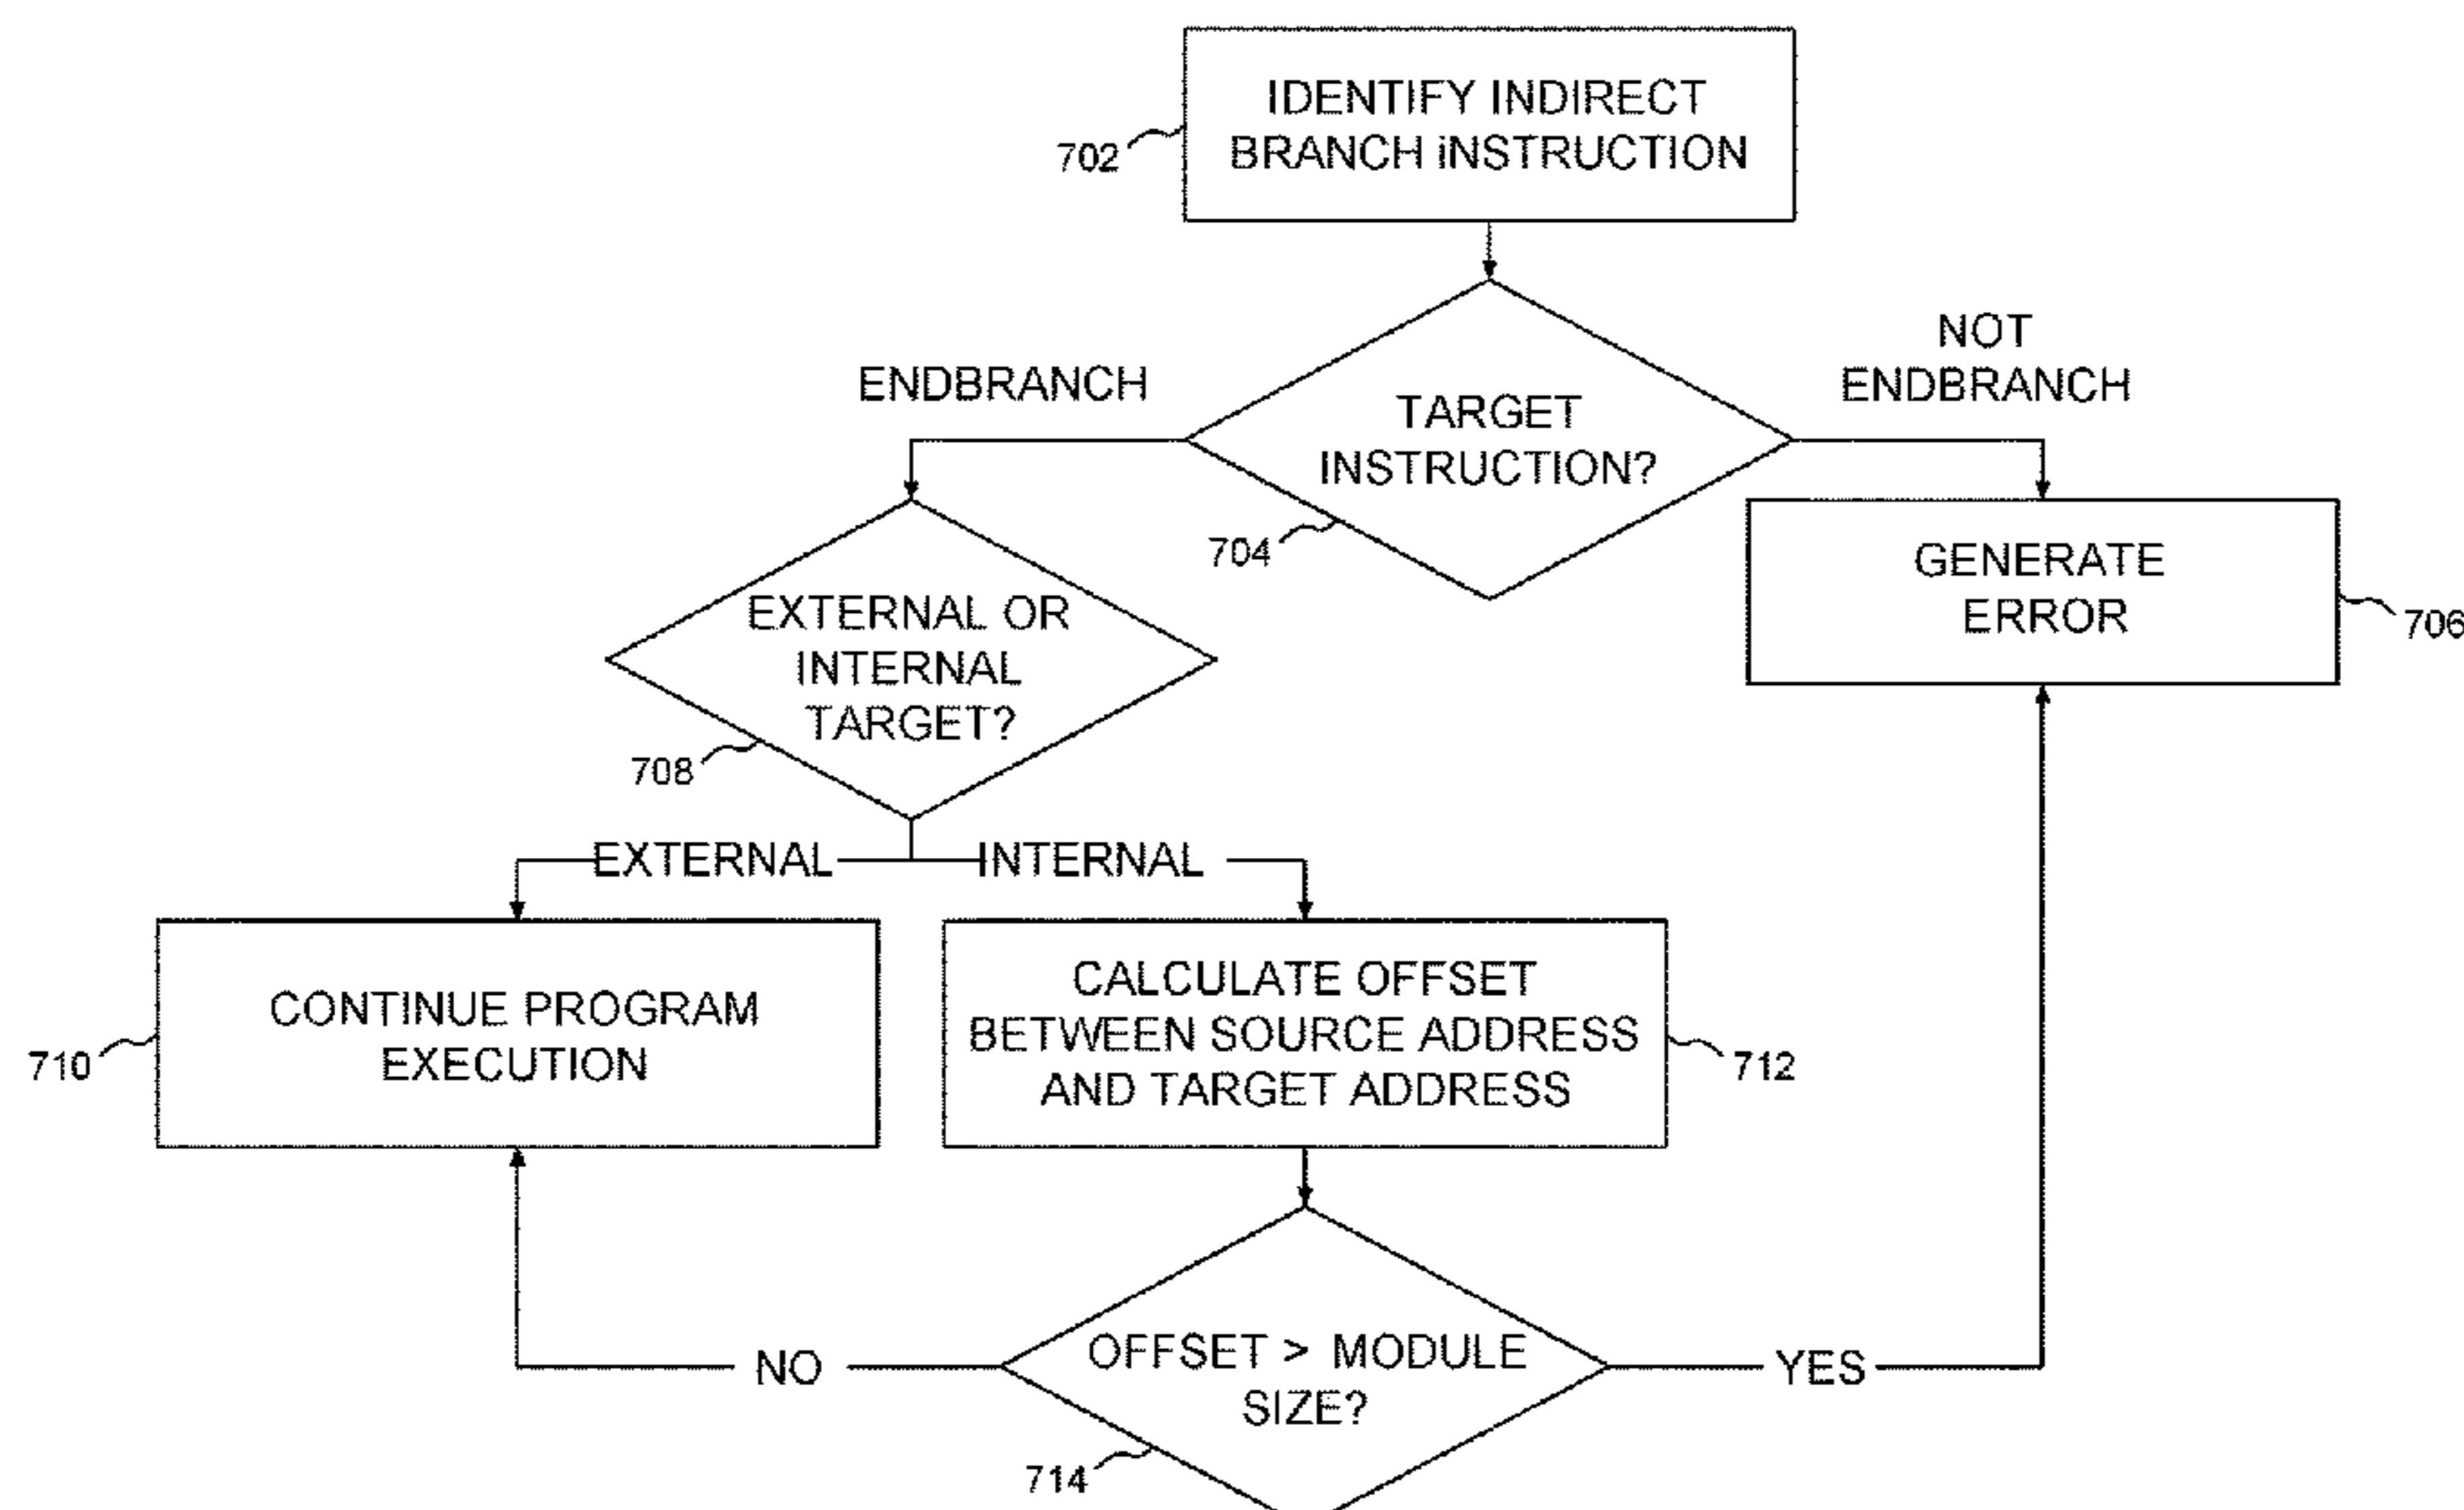 IDENTIFY INDIRECT
BRANCH iNSTRUCTION
702
ENDBRANCH
NOT
ENDBRANCH
TARGET
INSTRUCTION?
704
GENERATE
ERROR
706
EXTERNAL OR
INTERNAL
TARGET?
708
EXTERNAL
INTERNAL
CONTINUE PROGRAM
EXECUTION
710
CALCULATE OFFSET
BETWEEN SOURCE ADDRESS
AND TARGET ADDRESS
712
OFFSET > MODULE
SIZE?
NO
YES
714